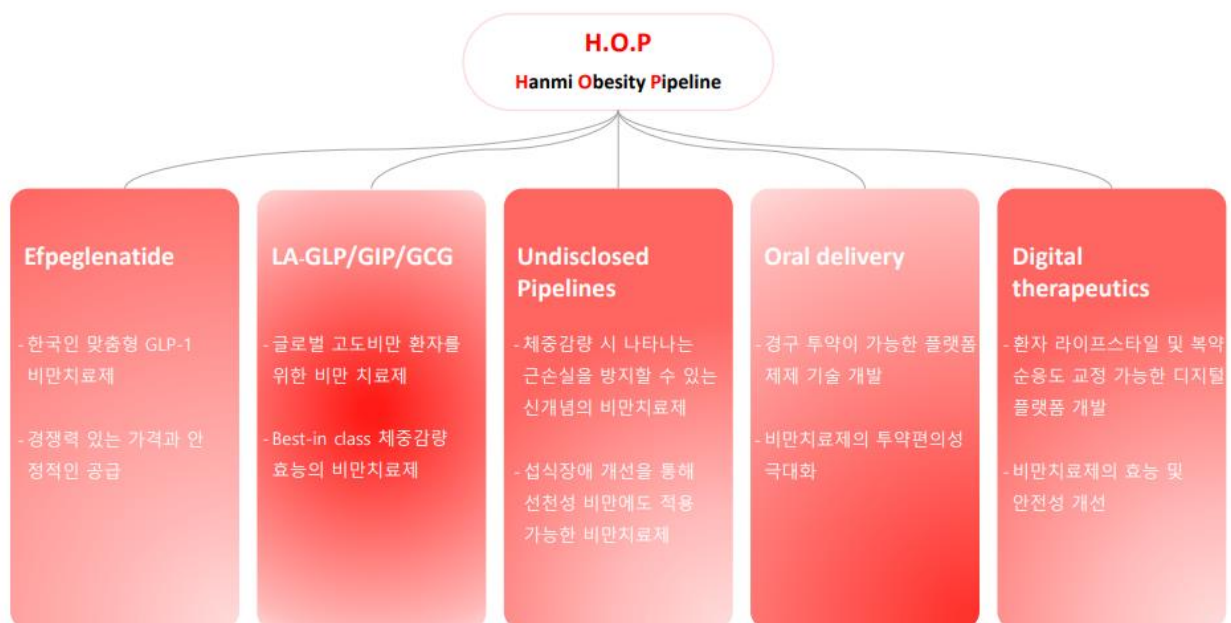 H.O.P
Hanmi Obesity Pipeline
Efpeglenatide
- 한국인 맞춤형 GLP-1
비만치료제
- 경쟁력 있는 가격과 안
정적인 공급
LA-GLP/GIP/GCG
- 글로벌 고도비만 환자를
위한 비만 치료제
- Best-in class 체중감량
효능의 비만치료제
Undisclosed
Pipelines
- 체중감량 시 나타나는
근손실을 방지할 수 있는
신개념의 비만치료제
- 섭식장애 개선을 통해
선천성 비만에도 적용
가능한 비만치료제
Oral delivery
- 경구 투약이 가능한 플랫폼
제제 기술 개발
- 비만치료제의 투약편의성
극대화
Digital
therapeutics
- 환자 라이프스타일 및 복약
순응도 교정 가능한 디지털
플랫폼 개발
- 비만치료제의 효능 및
안전성 개선